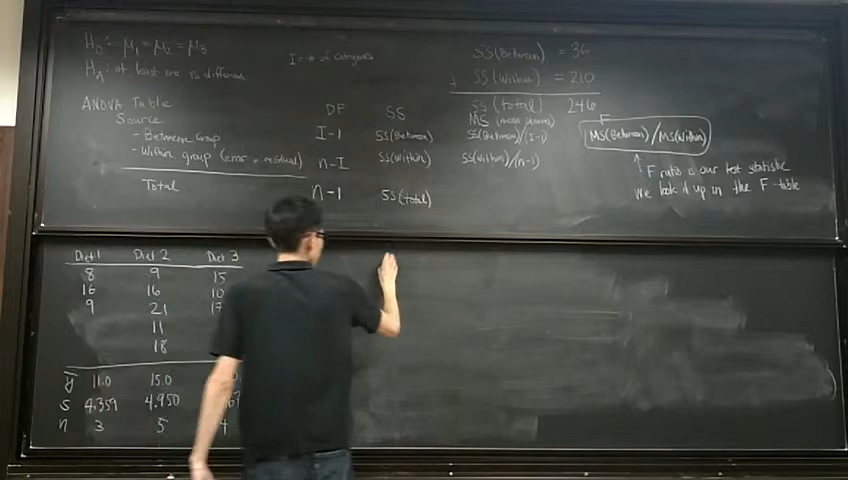 H₀: μ₁ = μ₂ = μ₃
I = # of categories
H_A: at least one is different
SS(Between) = 36
+ SS(Within) = 210
SS(total) 246
ANOVA Table
Source DF SS MS (mean squares) F
- Between Group I-1 SS(Between) SS(Between)/(I-1) MS(Between)/MS(Within)
- Within group (error or residual) n-I SS(Within) SS(Within)/(n-I)
Total n-1 SS(total)
↑ F ratio is our test statistic
We look it up in the F-table
Diet 1 Diet 2 Diet 3
8 9 15
16 16 10
9 21
11
18
ȳ 11.0 15.0
s 4.359 4.950
n 3 5 4